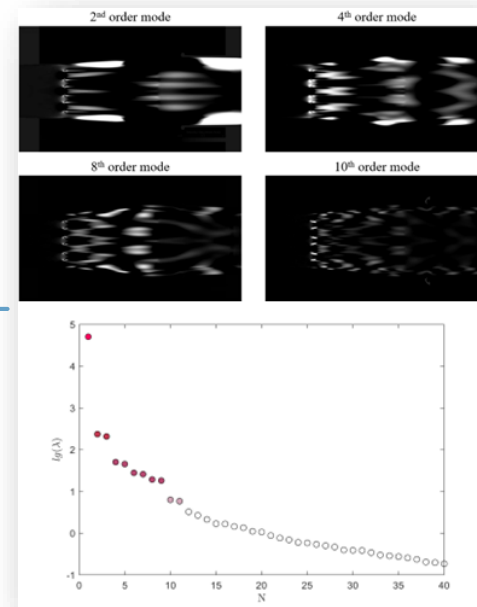 2nd order mode
4th order mode
8th order mode
10th order mode
5
4
3
2
1
0
-1
lg(λ)
0 5 10 15 20 25 30 35 40
N